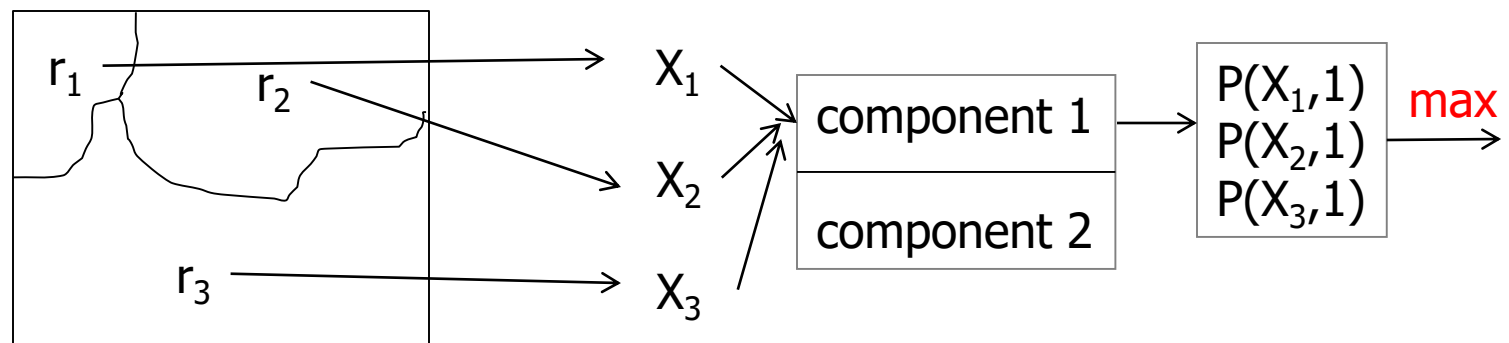 r₁
r₂
r₃
X₁
X₂
X₃
component 1
component 2
P(X₁,1)
P(X₂,1)
P(X₃,1)
max